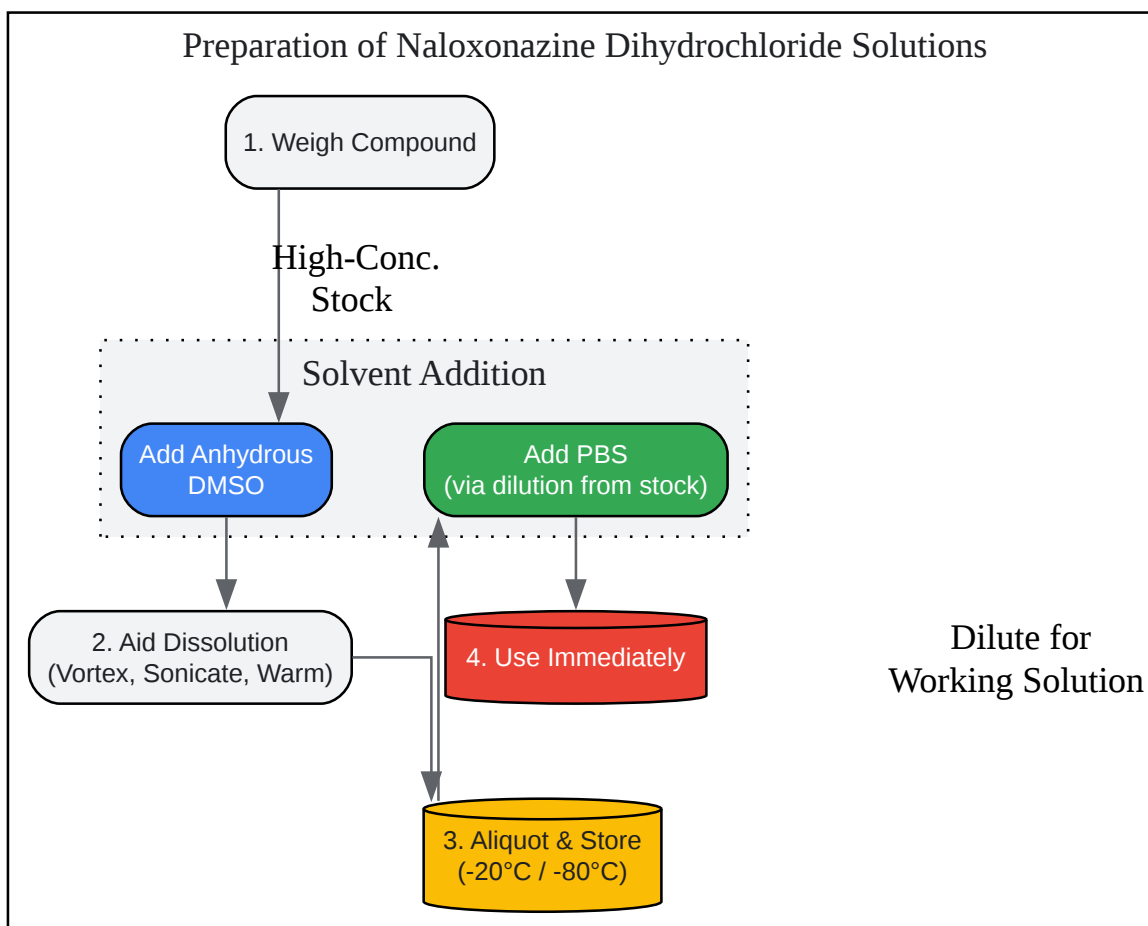 Preparation of Naloxonazine Dihydrochloride Solutions
1. Weigh Compound
High-Conc.
Stock
Solvent Addition
Add Anhydrous
DMSO
Add PBS
(via dilution from stock)
2. Aid Dissolution
(Vortex, Sonicate, Warm)
4. Use Immediately
Dilute for
Working Solution
3. Aliquot & Store
(-20°C / -80°C)